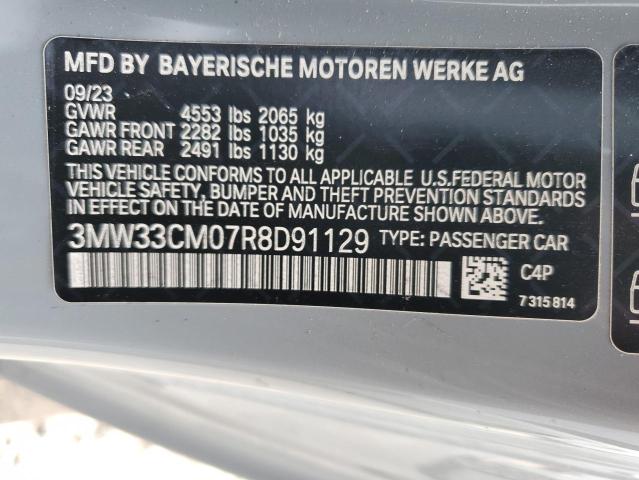 MFD BY BAYERISCHE MOTOREN WERKE AG
09/23
GVWR 4553 lbs 2065 kg
GAWR FRONT 2282 lbs 1035 kg
GAWR REAR 2491 lbs 1130 kg
THIS VEHICLE CONFORMS TO ALL APPLICABLE U.S.FEDERAL MOTOR
VEHICLE SAFETY, BUMPER AND THEFT PREVENTION STANDARDS
IN EFFECT ON THE DATE OF MANUFACTURE SHOWN ABOVE.
3MW33CM07R8D91129 TYPE: PASSENGER CAR
C4P
7 315 814